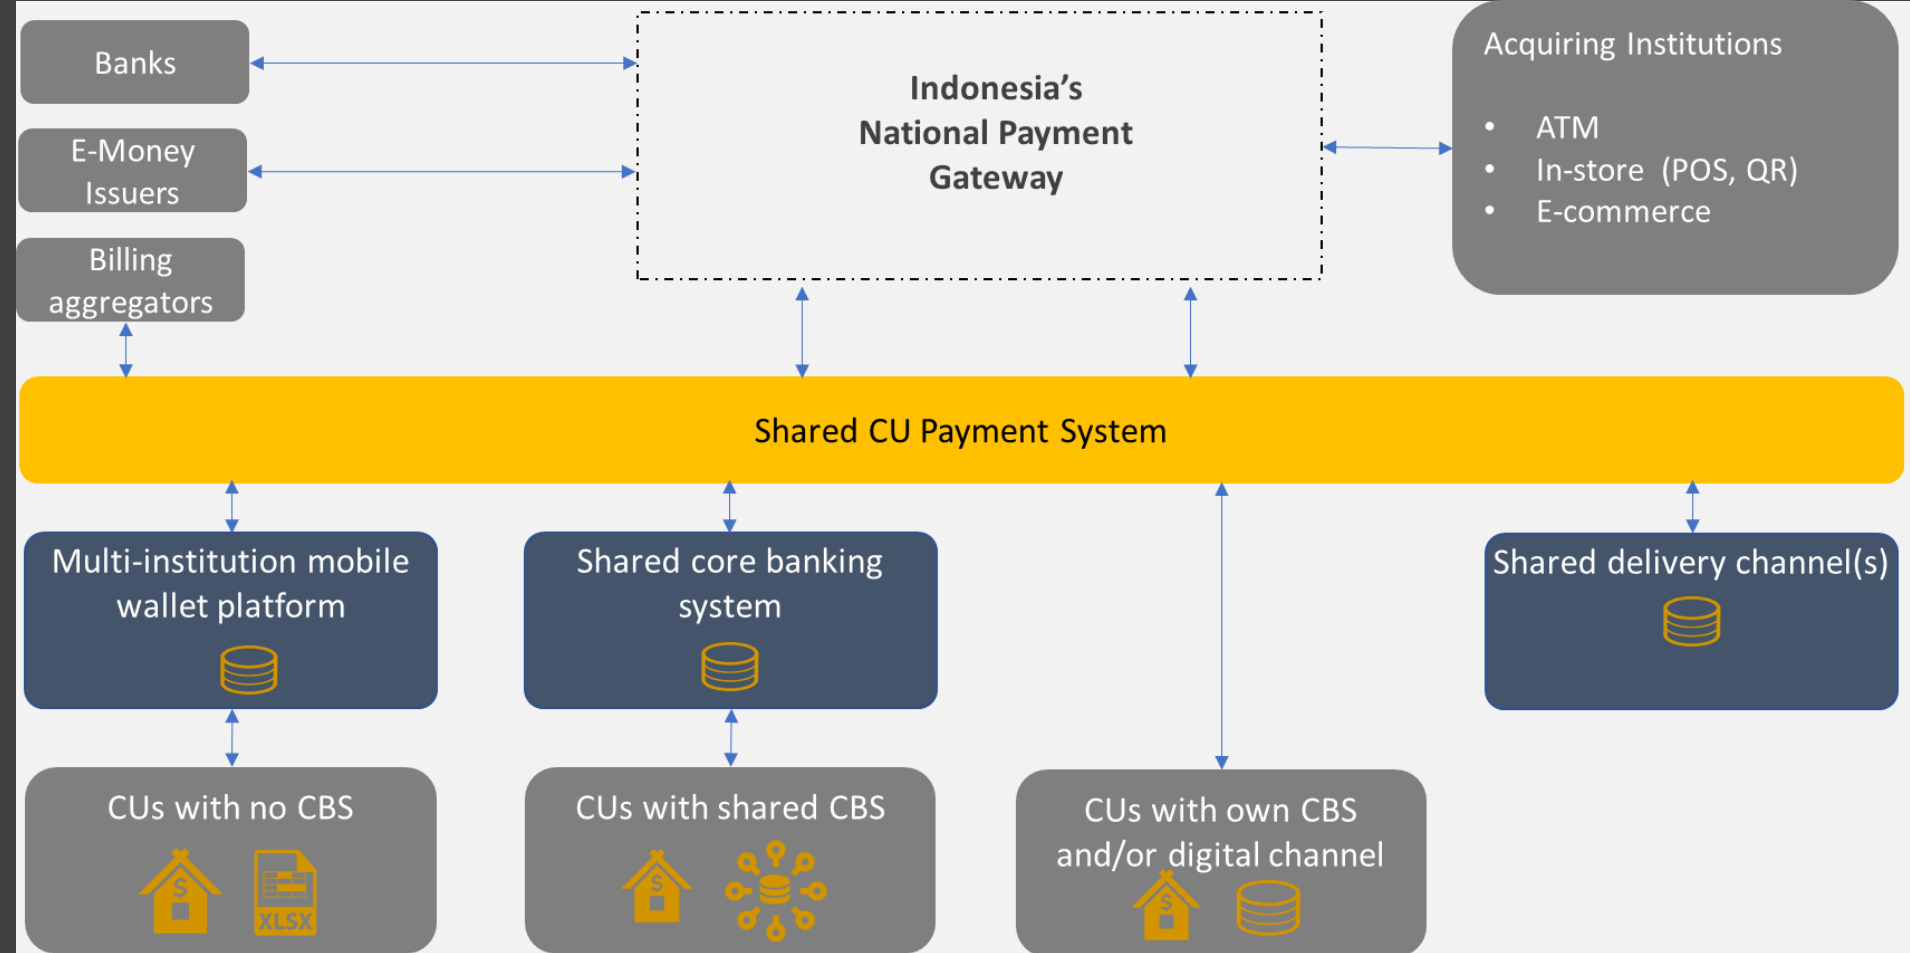 Banks
E-Money
Issuers
Billing
aggregators
Indonesia’s
National Payment
Gateway
Acquiring Institutions
• ATM
• In-store (POS, QR)
• E-commerce
Shared CU Payment System
Multi-institution mobile
wallet platform
Shared core banking
system
Shared delivery channel(s)
CUs with no CBS
$
XLSX
CUs with shared CBS
$
CUs with own CBS
and/or digital channel
$